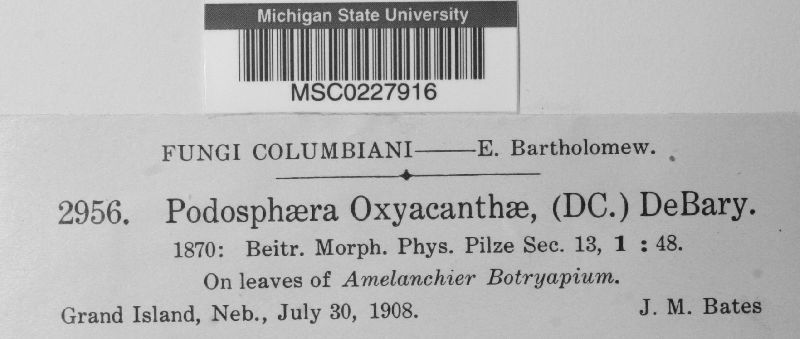 Michigan State University
MSC0227916
FUNGI COLUMBIANI——E. Bartholomew.
2956. Podosphæra Oxyacanthæ, (DC.) DeBary.
1870: Beitr. Morph. Phys. Pilze Sec. 13, 1 : 48.
On leaves of Amelanchier Botryapium.
Grand Island, Neb., July 30, 1908. J. M. Bates